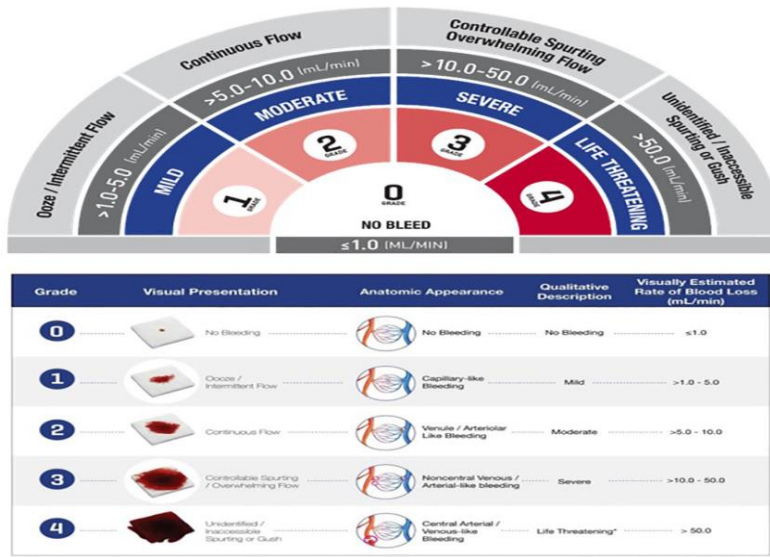 Ooze / Intermittent Flow
>1.0-5.0 (mL/min)
MILD
1
GRADE
Continuous Flow
>5.0-10.0 (mL/min)
MODERATE
2
GRADE
Controllable Spurting
Overwhelming Flow
>10.0-50.0 (mL/min)
SEVERE
3
GRADE
Unidentified / Inaccessible
Spurting or Gush
>50.0 (mL/min)
LIFE THREATENING
4
GRADE
0
GRADE
NO BLEED
≤1.0 (ML/MIN)
Grade Visual Presentation Anatomic Appearance Qualitative Description Visually Estimated Rate of Blood Loss (mL/min)
0 No Bleeding No Bleeding No Bleeding ≤1.0
1 Ooze / Intermittent Flow Capillary-like Bleeding Mild >1.0 - 5.0
2 Continuous Flow Venule / Arteriolar Like Bleeding Moderate >5.0 - 10.0
3 Controllable Spurting / Overwhelming Flow Noncentral Venous / Arterial-like bleeding Severe >10.0 - 50.0
4 Unidentified / Inaccessible Spurting or Gush Central Arterial / Venous-like Bleeding Life Threatening* > 50.0